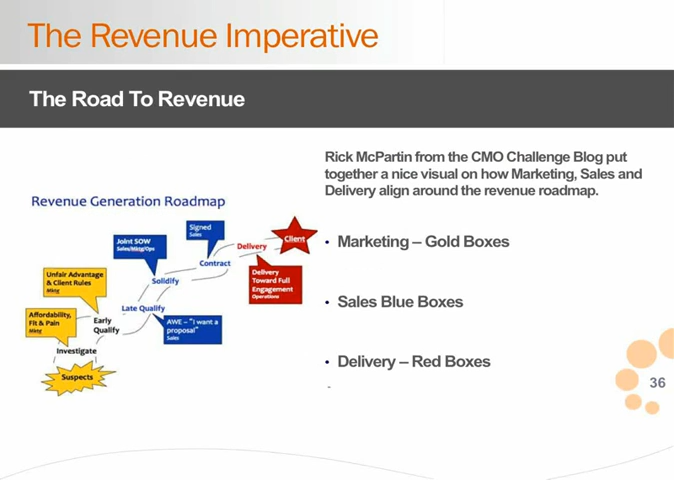 The Revenue Imperative
The Road To Revenue
Rick McPartin from the CMO Challenge Blog put
together a nice visual on how Marketing, Sales and
Delivery align around the revenue roadmap.
Revenue Generation Roadmap
Signed
Sales
Joint SOW
Sales/Mktg/Ops
Client
Delivery
Contract
Solidify
Delivery
Toward Full
Engagement
Operations
Unfair Advantage
& Client Rules
Mktg
Late Qualify
Affordability,
Fit & Pain
Mktg
Early
Qualify
AWE – "I want a
proposal"
Sales
Investigate
Suspects
• Marketing – Gold Boxes
• Sales Blue Boxes
• Delivery – Red Boxes
-
36